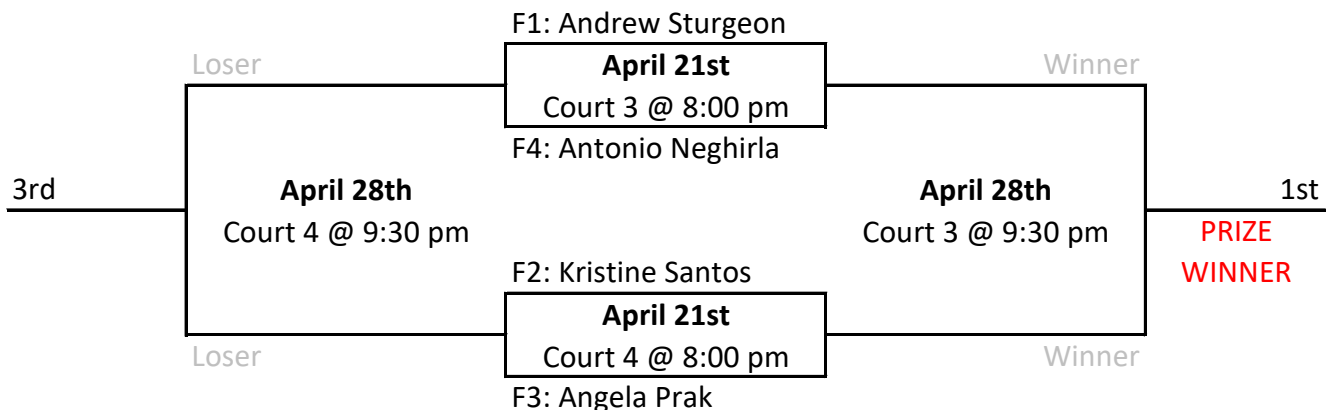 F1: Andrew Sturgeon
Loser
April 21st
Winner
Court 3 @ 8:00 pm
F4: Antonio Neghirla
3rd
April 28th
April 28th
1st
Court 4 @ 9:30 pm
Court 3 @ 9:30 pm
PRIZE
WINNER
F2: Kristine Santos
April 21st
Loser
Court 4 @ 8:00 pm
Winner
F3: Angela Prak